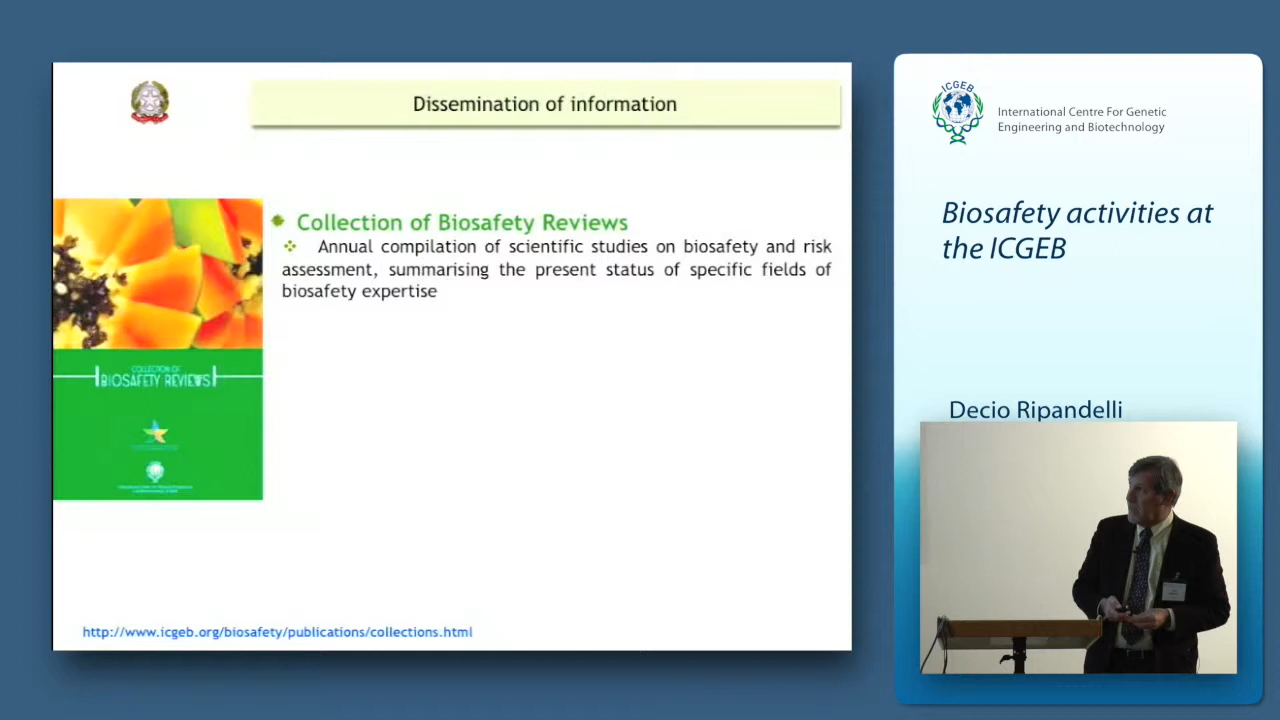 Dissemination of information
Collection of Biosafety Reviews
Annual compilation of scientific studies on biosafety and risk
assessment, summarising the present status of specific fields of
biosafety expertise
COLLECTION OF
BIOSAFETY REVIEWS
http://www.icgeb.org/biosafety/publications/collections.html
ICGEB
International Centre For Genetic
Engineering and Biotechnology
Biosafety activities at
the ICGEB
Decio Ripandelli